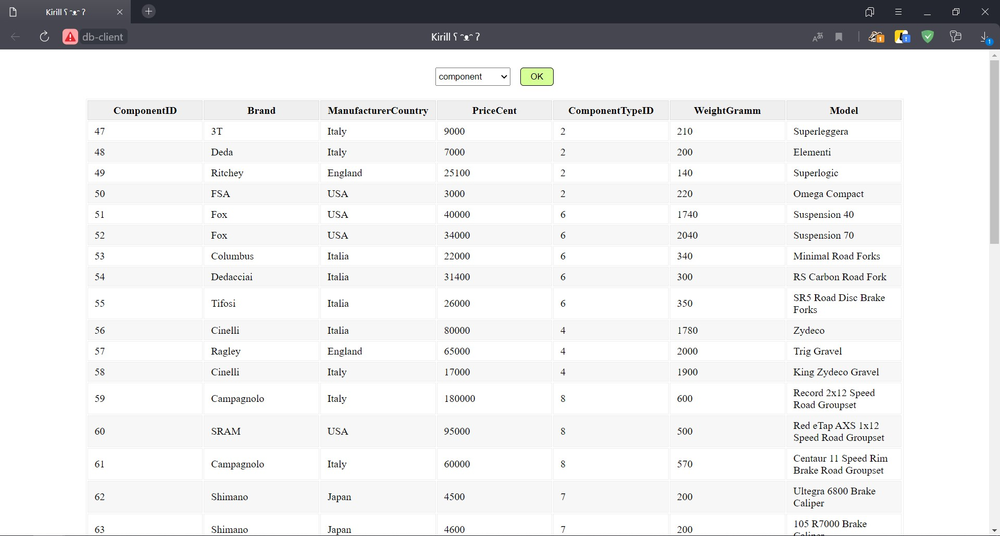 Kirill ʕ ᵔᴥᵔ ʔ
db-client
Kirill ʕ ᵔᴥᵔ ʔ
1
1
component OK
ComponentID Brand ManufacturerCountry PriceCent ComponentTypeID WeightGramm Model
47 3T Italy 9000 2 210 Superleggera
48 Deda Italy 7000 2 200 Elementi
49 Ritchey England 25100 2 140 Superlogic
50 FSA USA 3000 2 220 Omega Compact
51 Fox USA 40000 6 1740 Suspension 40
52 Fox USA 34000 6 2040 Suspension 70
53 Columbus Italia 22000 6 340 Minimal Road Forks
54 Dedacciai Italia 31400 6 300 RS Carbon Road Fork
55 Tifosi Italia 26000 6 350 SR5 Road Disc Brake
Forks
56 Cinelli Italia 80000 4 1780 Zydeco
57 Ragley England 65000 4 2000 Trig Gravel
58 Cinelli Italy 17000 4 1900 King Zydeco Gravel
59 Campagnolo Italy 180000 8 600 Record 2x12 Speed
Road Groupset
60 SRAM USA 95000 8 500 Red eTap AXS 1x12
Speed Road Groupset
61 Campagnolo Italy 60000 8 570 Centaur 11 Speed Rim
Brake Road Groupset
62 Shimano Japan 4500 7 200 Ultegra 6800 Brake
Caliper
63 Shimano Japan 4600 7 200 105 R7000 Brake